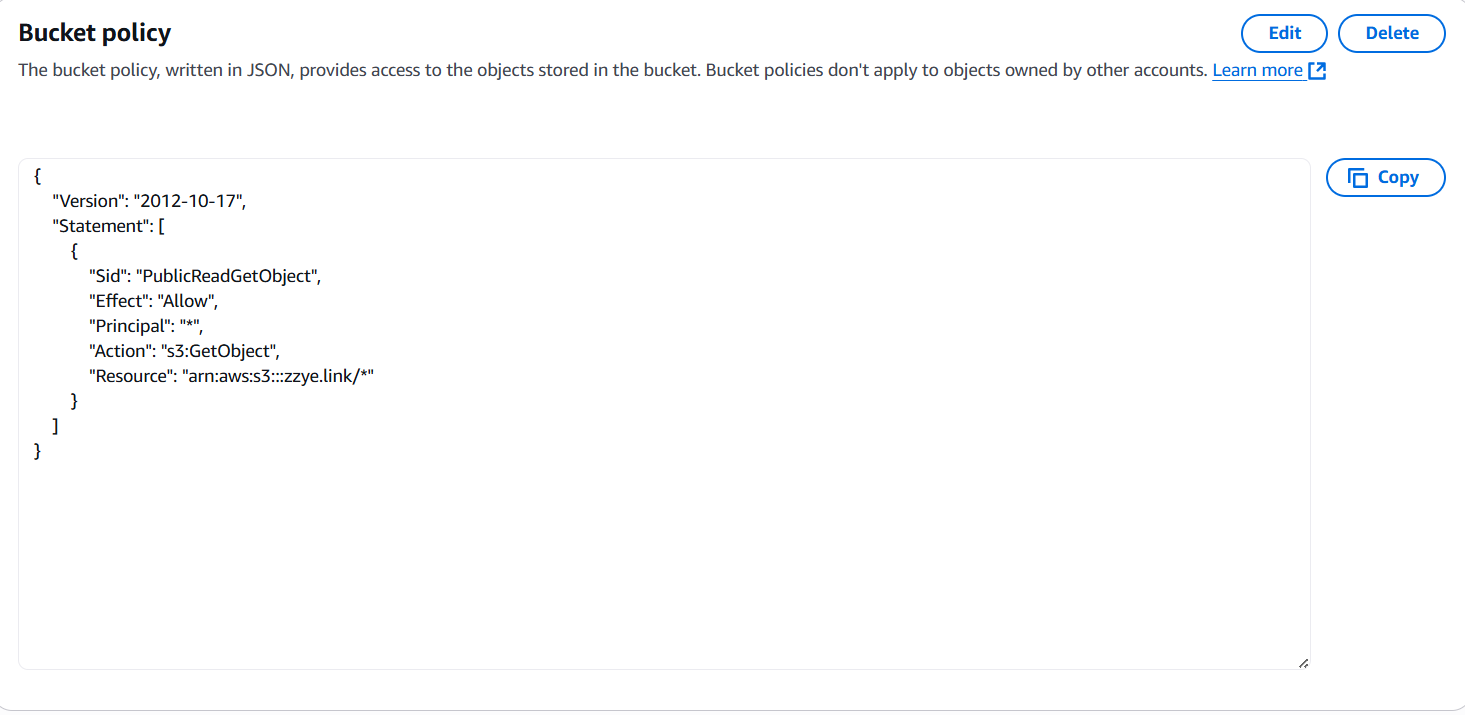 Bucket policy
Edit
Delete
The bucket policy, written in JSON, provides access to the objects stored in the bucket. Bucket policies don't apply to objects owned by other accounts. Learn more
Copy
{
"Version": "2012-10-17",
"Statement": [
{
"Sid": "PublicReadGetObject",
"Effect": "Allow",
"Principal": "*",
"Action": "s3:GetObject",
"Resource": "arn:aws:s3:::zzye.link/*"
}
]
}